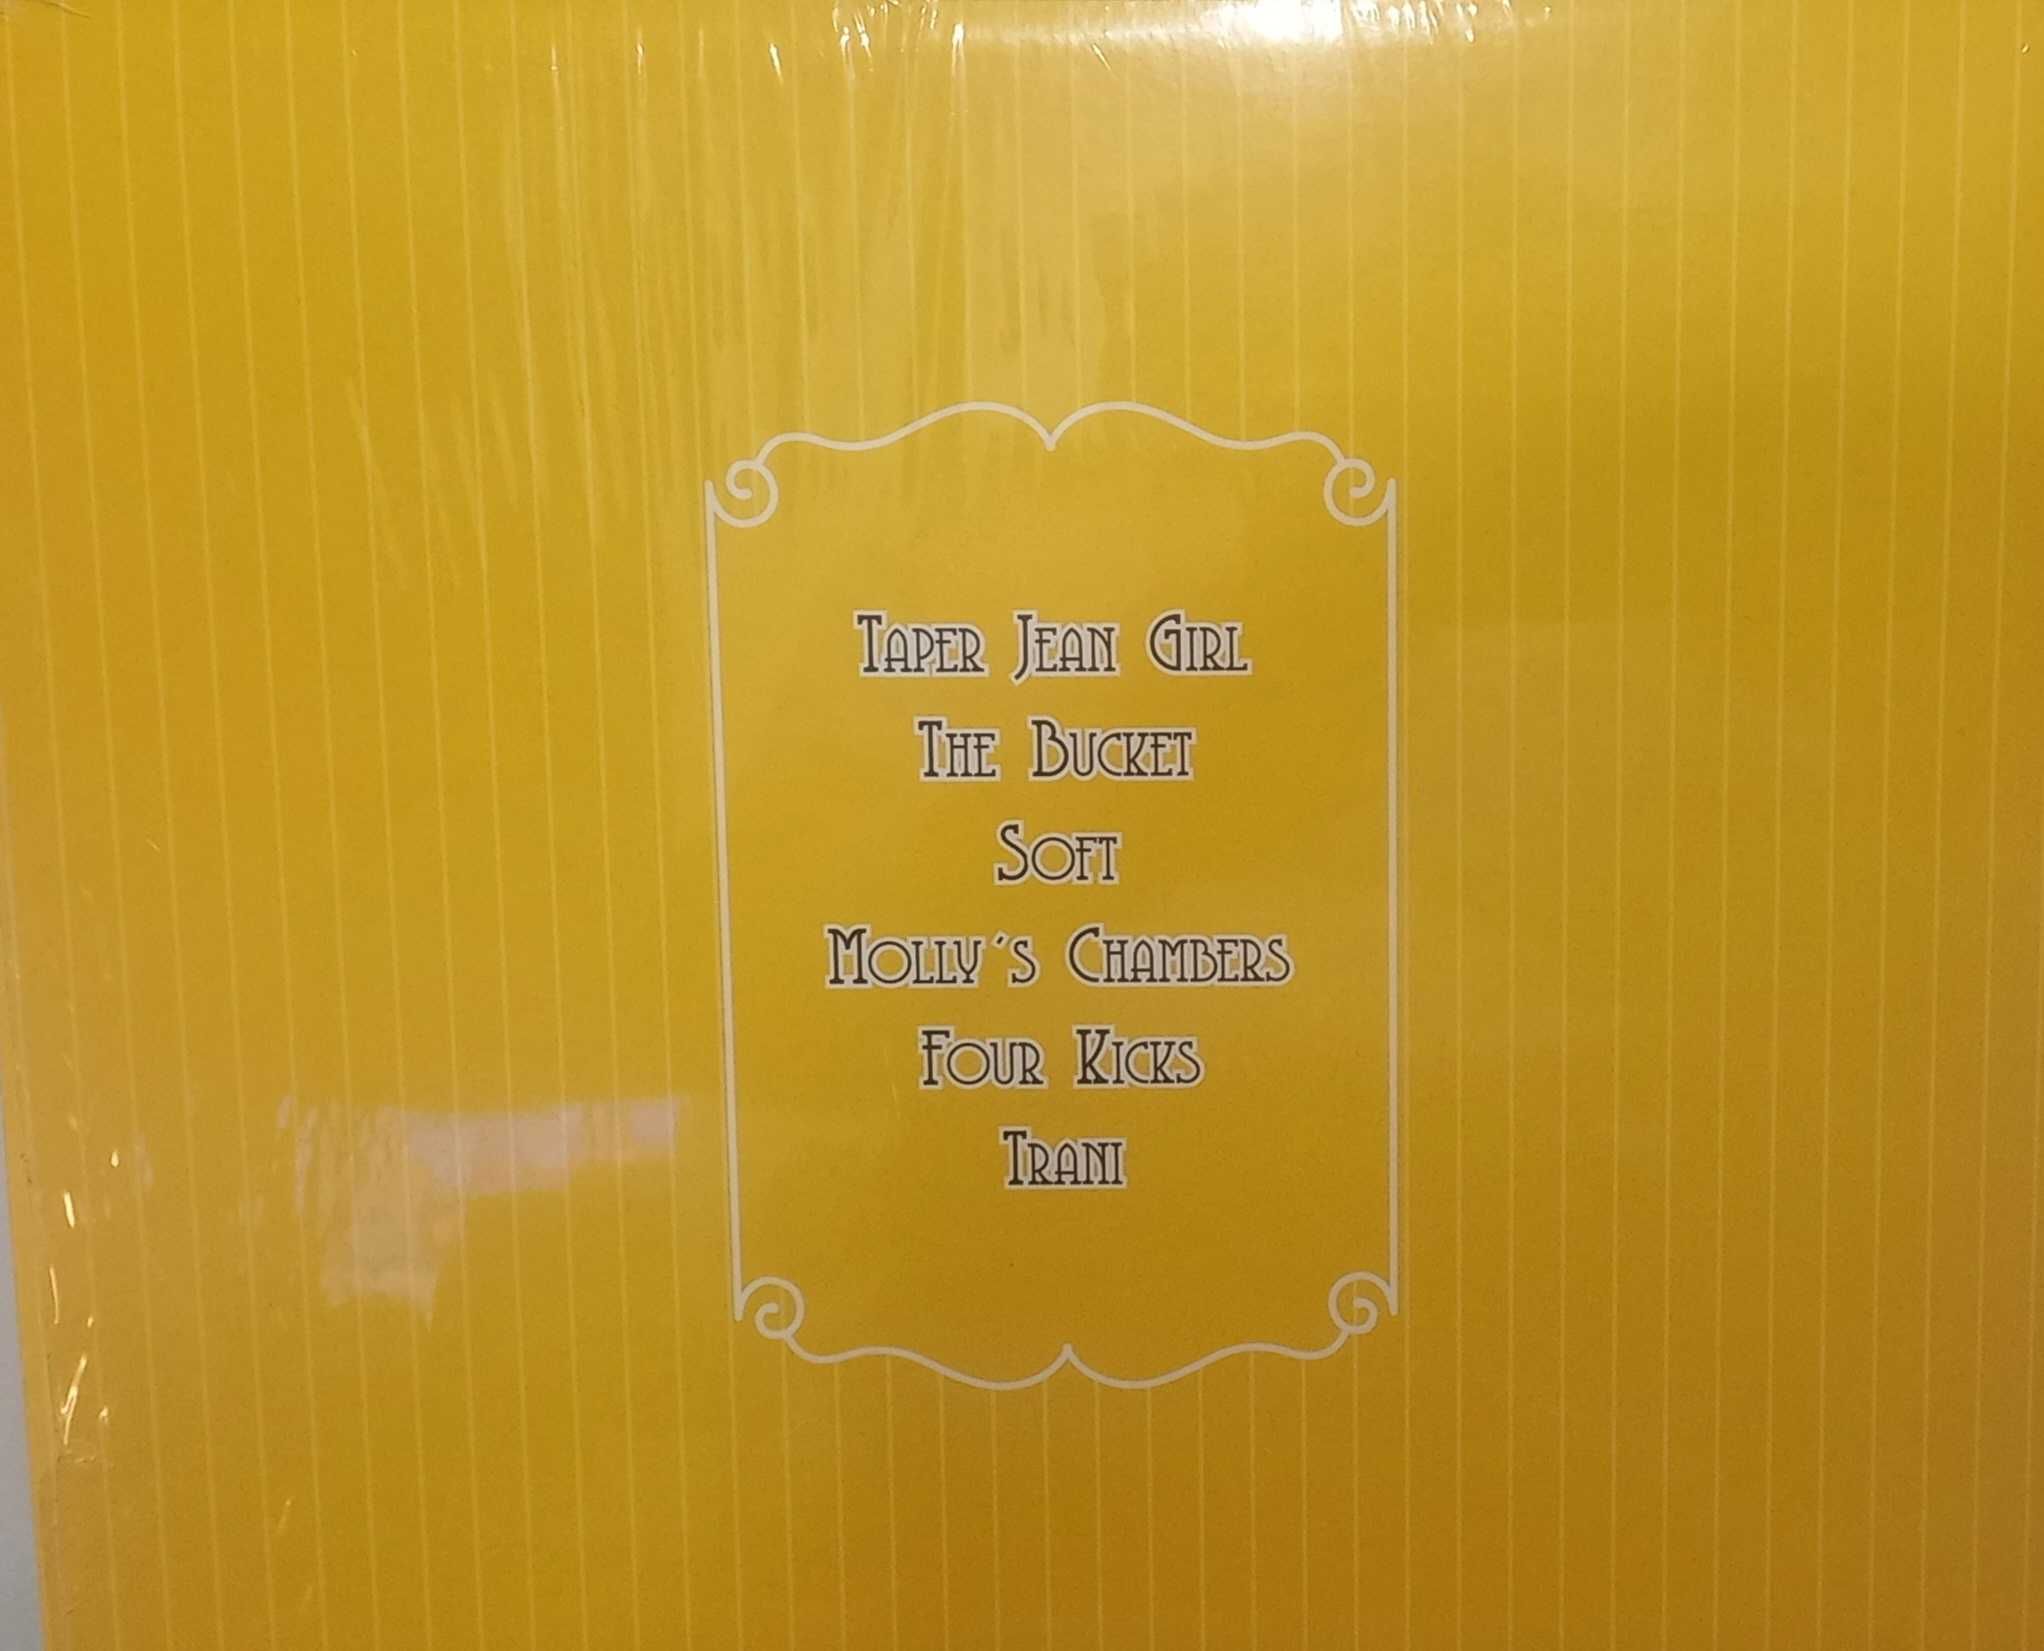 Taper Jean Girl
The Bucket
Soft
Molly´s Chambers
Four Kicks
Trani